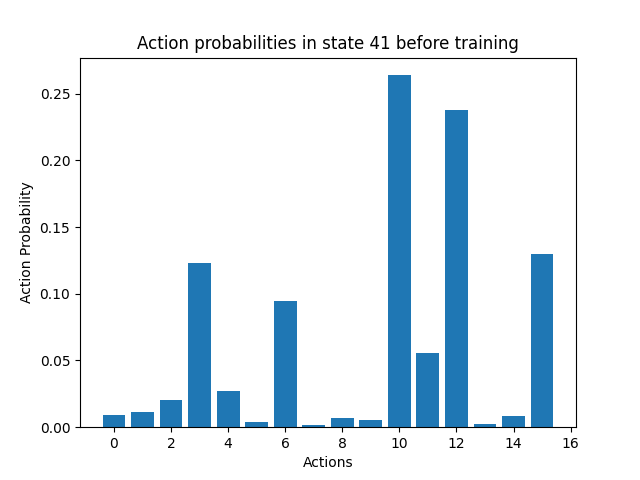 Action probabilities in state 41 before training
Action Probability
0.25
0.20
0.15
0.10
0.05
0.00
0 2 4 6 8 10 12 14 16
Actions